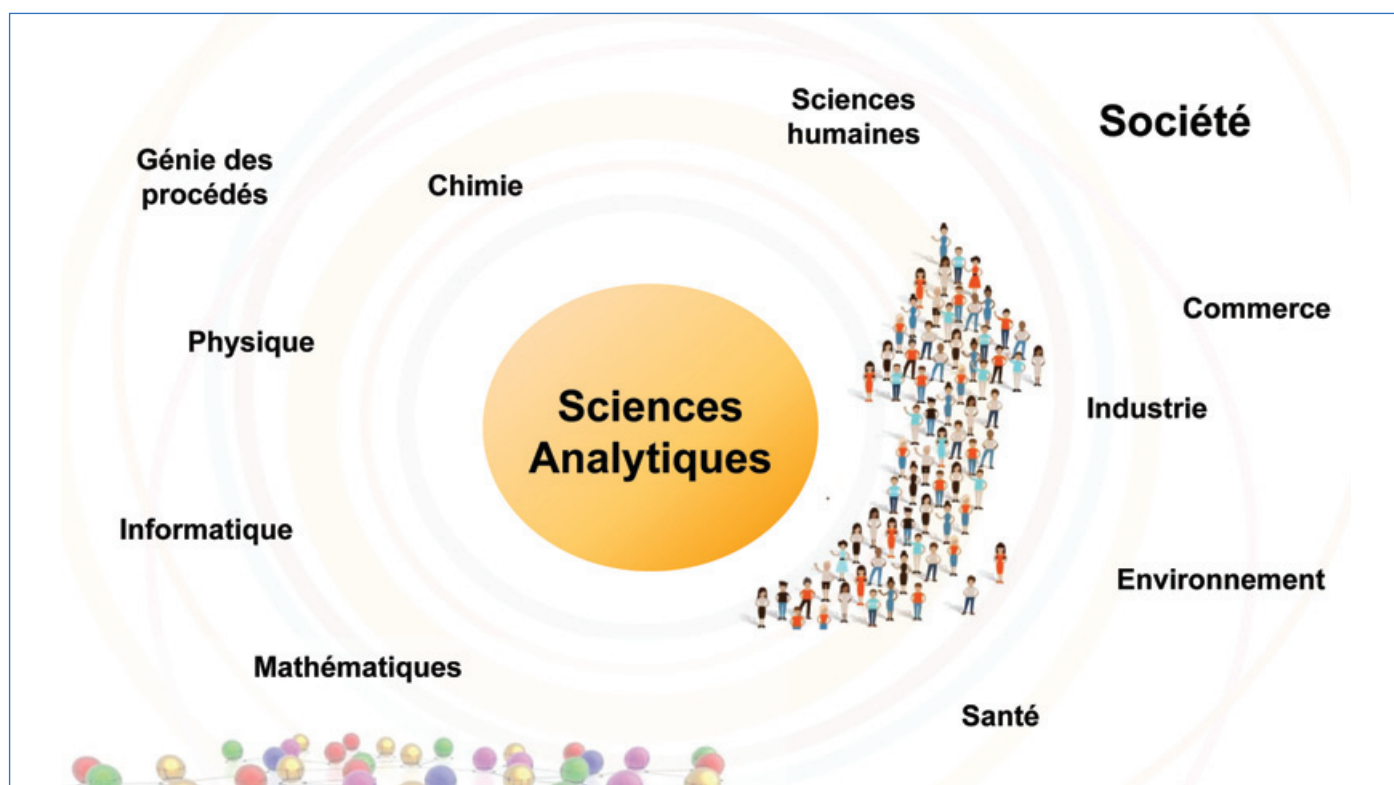 Sciences
humaines
Société
Génie des
procédés
Chimie
Commerce
Physique
Sciences
Analytiques
Industrie
Informatique
Environnement
Mathématiques
Santé